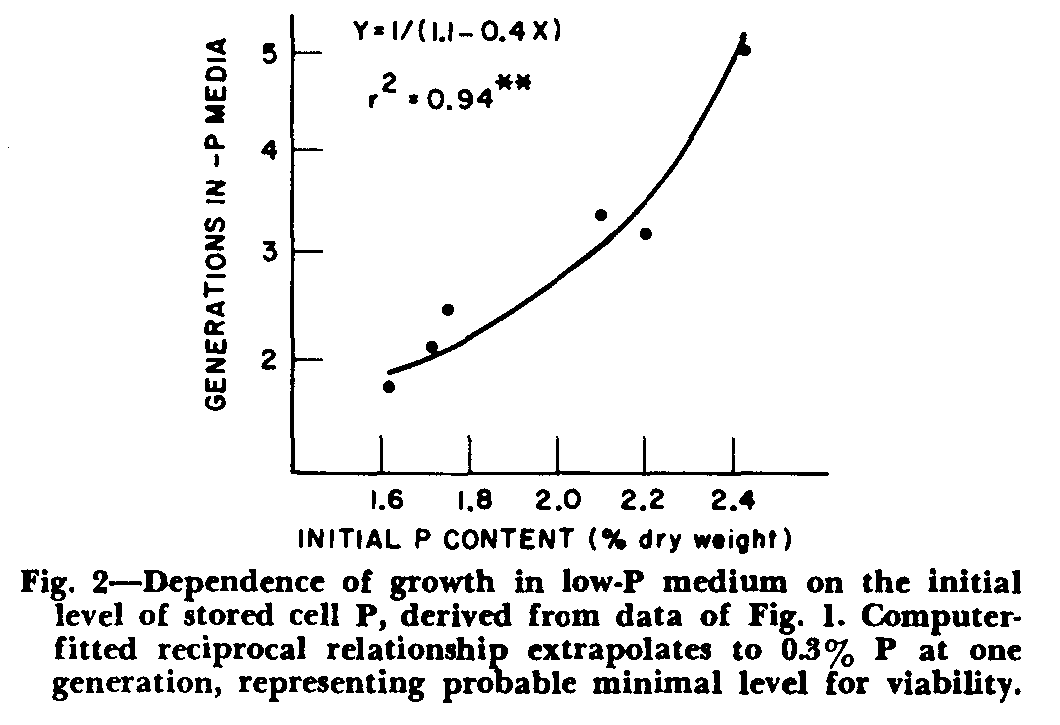 Y=1/(1.1-0.4X)
r2=0.94**
GENERATIONS IN -P MEDIA
5
4
3
2
1.6 1.8 2.0 2.2 2.4
INITIAL P CONTENT (% dry weight)
Fig. 2—Dependence of growth in low-P medium on the initial
level of stored cell P, derived from data of Fig. 1. Computer-
fitted reciprocal relationship extrapolates to 0.3% P at one
generation, representing probable minimal level for viability.